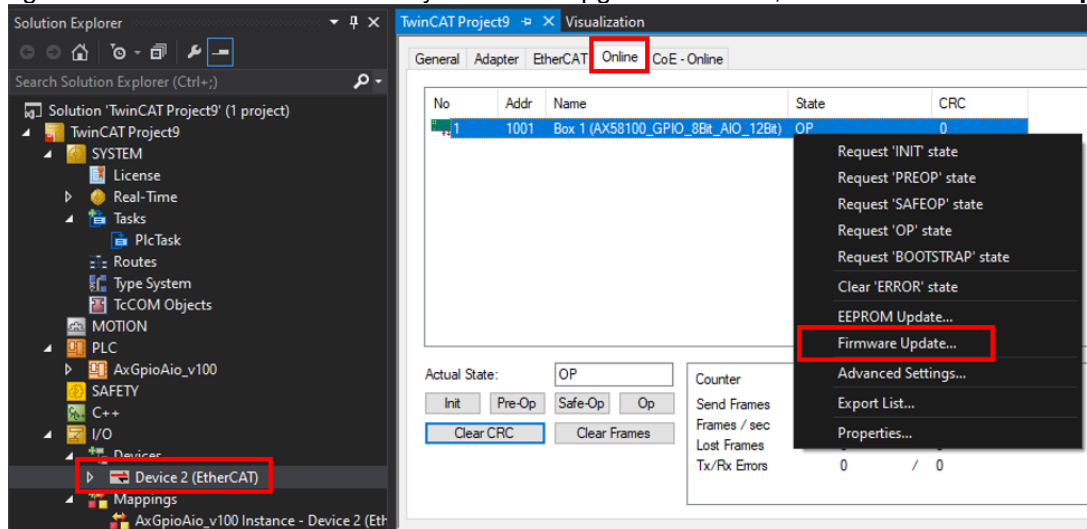 Solution Explorer
Search Solution Explorer (Ctrl+;)
Solution 'TwinCAT Project9' (1 project)
TwinCAT Project9
SYSTEM
License
Real-Time
Tasks
PlcTask
Routes
Type System
TcCOM Objects
MOTION
PLC
AxGpioAio_v100
SAFETY
C++
I/O
Devices
Device 2 (EtherCAT)
Mappings
AxGpioAio_v100 Instance - Device 2 (Eth
TwinCAT Project9 Visualization
General Adapter EtherCAT Online CoE - Online
No Addr Name State CRC
1 1001 Box 1 (AX58100_GPIO_8Bit_AIO_12Bit) OP 0
Request 'INIT' state
Request 'PREOP' state
Request 'SAFEOP' state
Request 'OP' state
Request 'BOOTSTRAP' state
Clear 'ERROR' state
EEPROM Update...
Firmware Update...
Advanced Settings...
Export List...
Properties...
Actual State: OP
Init Pre-Op Safe-Op Op
Clear CRC Clear Frames
Counter
Send Frames
Frames / sec
Lost Frames
Tx/Rx Errors 0 / 0